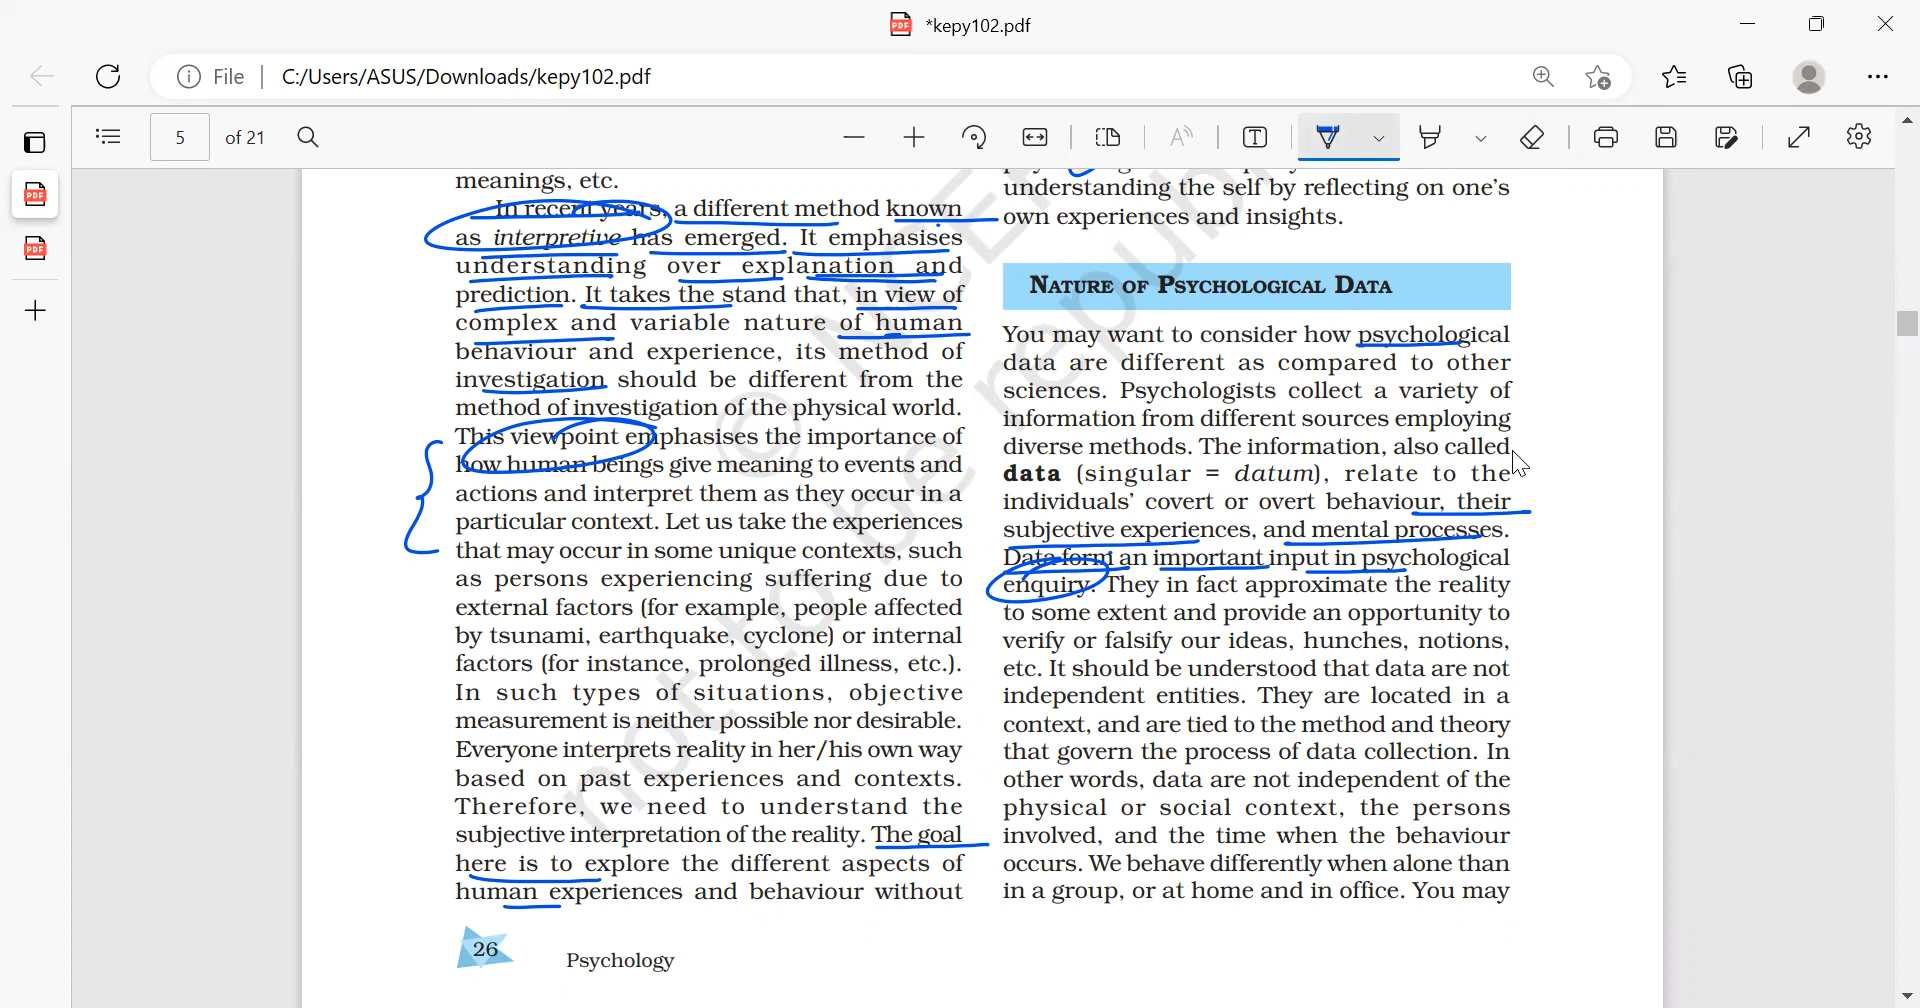 *kepy102.pdf
File
C:/Users/ASUS/Downloads/kepy102.pdf
5 of 21
meanings, etc.
In recent years, a different method known
as interpretive has emerged. It emphasises
understanding over explanation and
prediction. It takes the stand that, in view of
complex and variable nature of human
behaviour and experience, its method of
investigation should be different from the
method of investigation of the physical world.
This viewpoint emphasises the importance of
how human beings give meaning to events and
actions and interpret them as they occur in a
particular context. Let us take the experiences
that may occur in some unique contexts, such
as persons experiencing suffering due to
external factors (for example, people affected
by tsunami, earthquake, cyclone) or internal
factors (for instance, prolonged illness, etc.).
In such types of situations, objective
measurement is neither possible nor desirable.
Everyone interprets reality in her/his own way
based on past experiences and contexts.
Therefore, we need to understand the
subjective interpretation of the reality. The goal
here is to explore the different aspects of
human experiences and behaviour without
understanding the self by reflecting on one's
own experiences and insights.
NATURE OF PSYCHOLOGICAL DATA
You may want to consider how psychological
data are different as compared to other
sciences. Psychologists collect a variety of
information from different sources employing
diverse methods. The information, also called
data (singular = datum), relate to the
individuals' covert or overt behaviour, their
subjective experiences, and mental processes.
Data form an important input in psychological
enquiry. They in fact approximate the reality
to some extent and provide an opportunity to
verify or falsify our ideas, hunches, notions,
etc. It should be understood that data are not
independent entities. They are located in a
context, and are tied to the method and theory
that govern the process of data collection. In
other words, data are not independent of the
physical or social context, the persons
involved, and the time when the behaviour
occurs. We behave differently when alone than
in a group, or at home and in office. You may
26
Psychology
not to be republ